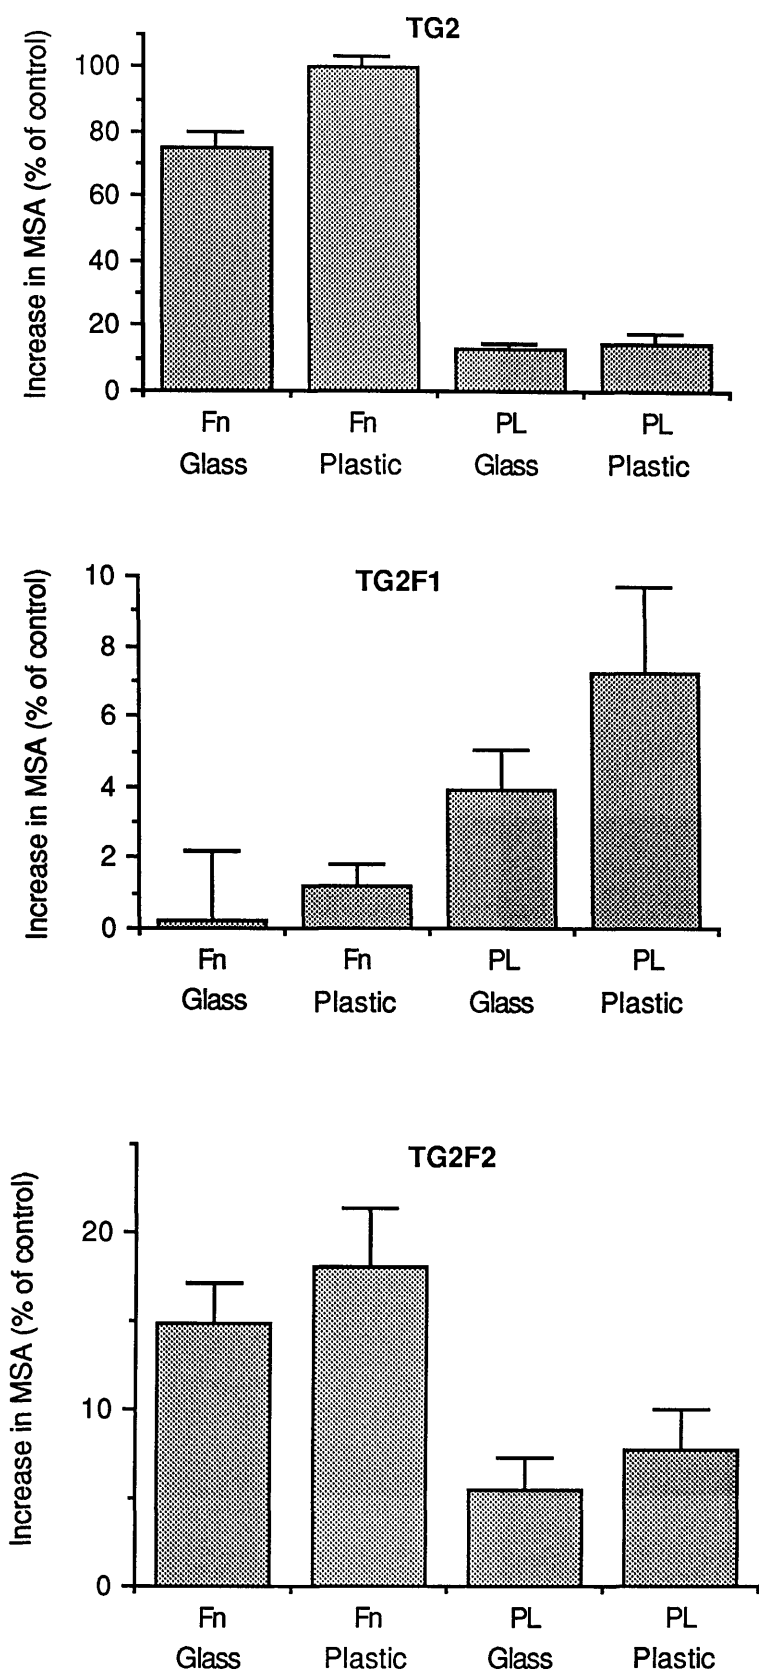 TG2
Increase in MSA (% of control)
100
80
60
40
20
0
Fn Fn PL PL
Glass Plastic Glass Plastic
TG2F1
Increase in MSA (% of control)
10
8
6
4
2
0
Fn Fn PL PL
Glass Plastic Glass Plastic
TG2F2
Increase in MSA (% of control)
20
10
0
Fn Fn PL PL
Glass Plastic Glass Plastic